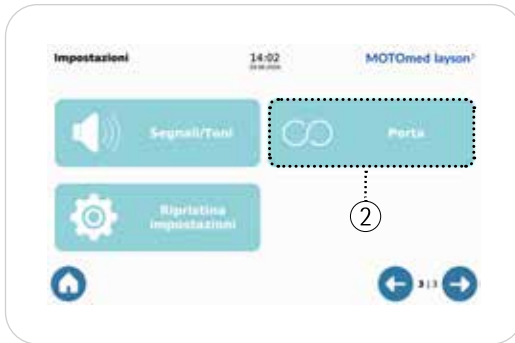 Impostazioni
14:02
MOTOmed layson®
Segnali/Toni
Porta
2
Ripristina
impostazioni
3 | 3